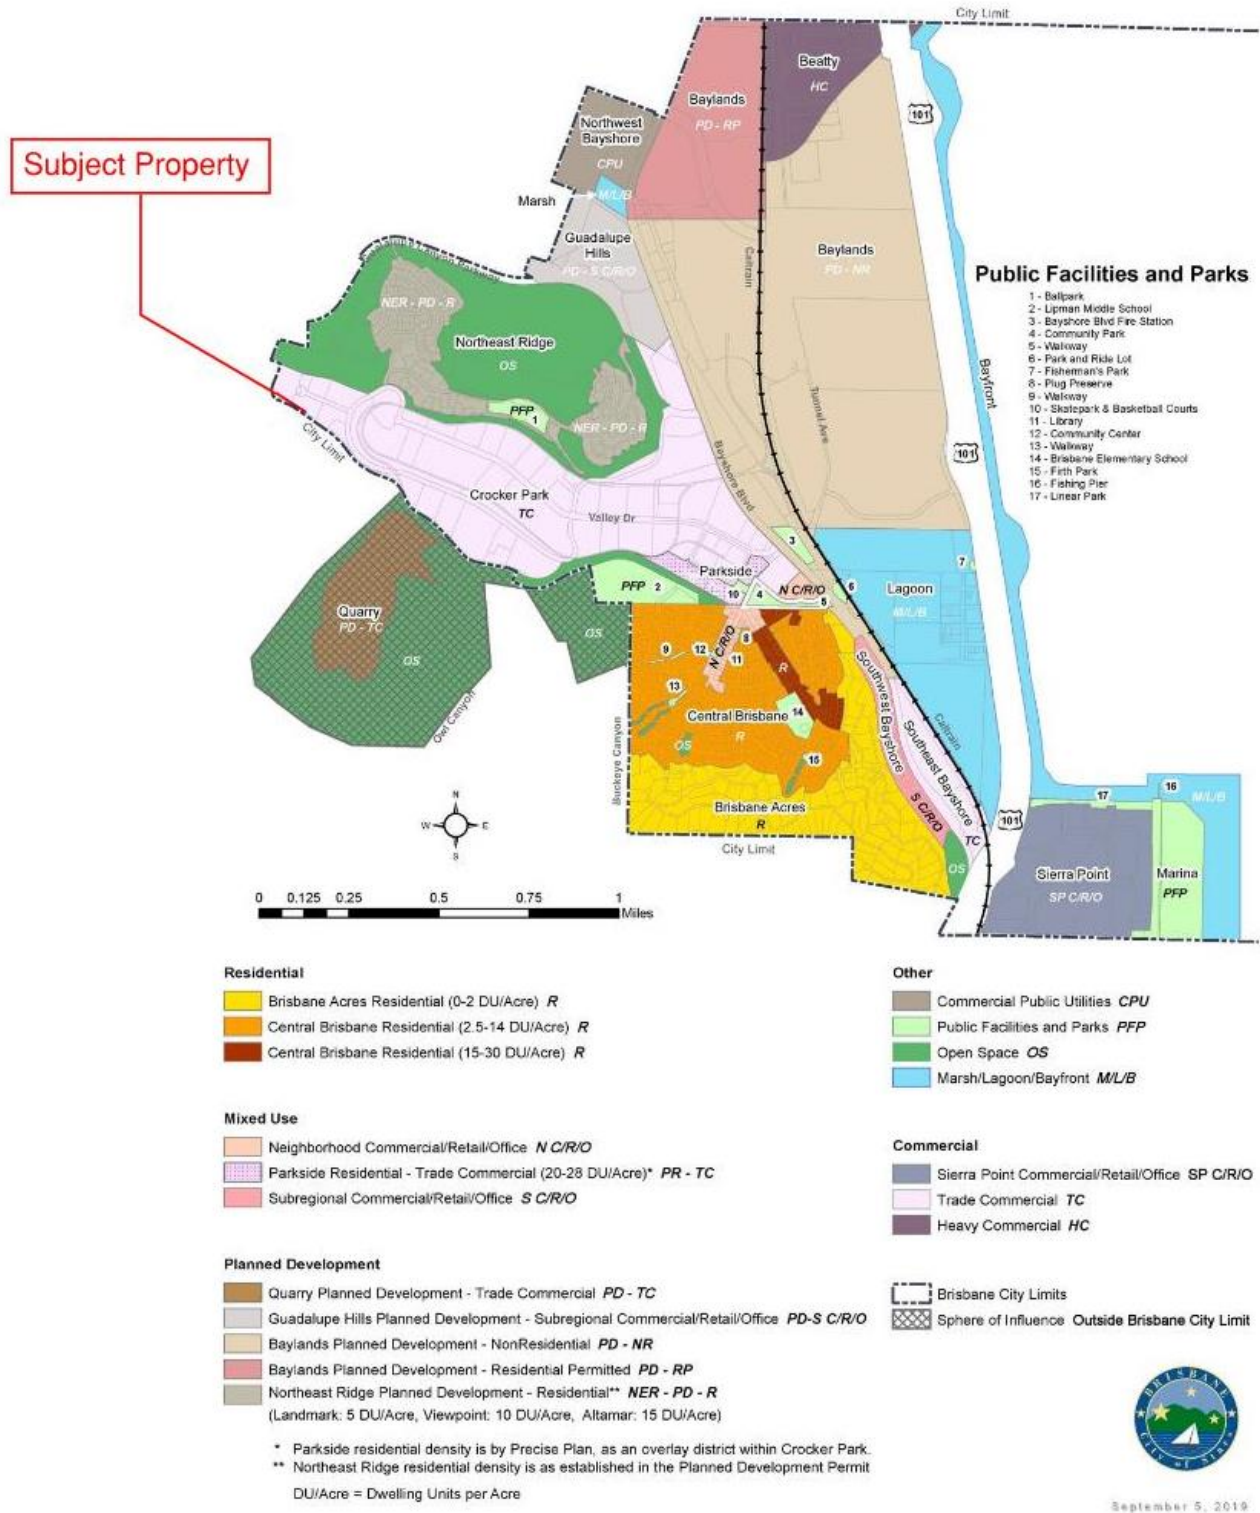 City Limit
Subject Property
Beatty
HC
Baylands
PD - RP
101
Northwest
Bayshore
CPU
Marsh
M/L/B
Guadalupe
Hills
PD - S C/R/O
Caltrain
Baylands
PD - NR
Public Facilities and Parks
1 - Ballpark
2 - Lipman Middle School
3 - Bayshore Blvd Fire Station
4 - Community Park
5 - Walkway
6 - Park and Ride Lot
7 - Fisherman's Park
8 - Plug Preserve
9 - Walkway
10 - Skatepark & Basketball Courts
11 - Library
12 - Community Center
13 - Walkway
14 - Brisbane Elementary School
15 - Firth Park
16 - Fishing Pier
17 - Linear Park
NER - PD - R
Northeast Ridge
OS
PFP
1
NER - PD - R
Bayfront
Tunnel Ave
101
City Limit
Bayshore Blvd
Crocker Park
TC
Valley Dr
3
Parkside
PFP 2
10
4
N C/R/O
5
6
7
Lagoon
M/L/B
Quarry
PD - TC
OS
OS
Owl Canyon
9
12
N C/R/O
8
11
R
13
Central Brisbane
R
14
OS
15
Buckeye Canyon
Brisbane Acres
R
City Limit
Southwest Bayshore
S C/R/O
Southeast Bayshore
TC
Caltrain
OS
101
17
16
M/L/B
Sierra Point
SP C/R/O
Marina
PFP
N
W
E
S
0 0.125 0.25 0.5 0.75 1
Miles
Residential
Brisbane Acres Residential (0-2 DU/Acre) R
Central Brisbane Residential (2.5-14 DU/Acre) R
Central Brisbane Residential (15-30 DU/Acre) R
Mixed Use
Neighborhood Commercial/Retail/Office N C/R/O
Parkside Residential - Trade Commercial (20-28 DU/Acre)* PR - TC
Subregional Commercial/Retail/Office S C/R/O
Planned Development
Quarry Planned Development - Trade Commercial PD - TC
Guadalupe Hills Planned Development - Subregional Commercial/Retail/Office PD-S C/R/O
Baylands Planned Development - NonResidential PD - NR
Baylands Planned Development - Residential Permitted PD - RP
Northeast Ridge Planned Development - Residential** NER - PD - R
(Landmark: 5 DU/Acre, Viewpoint: 10 DU/Acre, Altamar: 15 DU/Acre)
* Parkside residential density is by Precise Plan, as an overlay district within Crocker Park.
** Northeast Ridge residential density is as established in the Planned Development Permit
DU/Acre = Dwelling Units per Acre
Other
Commercial Public Utilities CPU
Public Facilities and Parks PFP
Open Space OS
Marsh/Lagoon/Bayfront M/L/B
Commercial
Sierra Point Commercial/Retail/Office SP C/R/O
Trade Commercial TC
Heavy Commercial HC
Brisbane City Limits
Sphere of Influence Outside Brisbane City Limit
BRISBANE
City of Stars
September 5, 2019